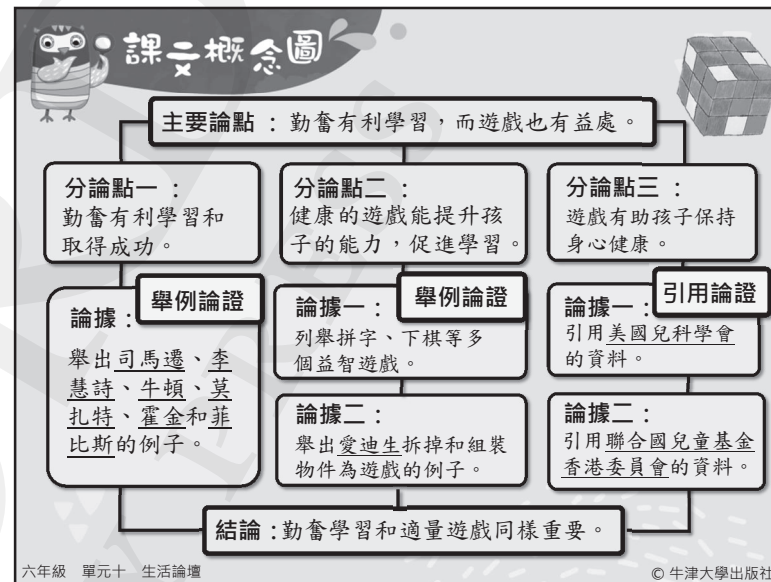 課文概念圖
主要論點：勤奮有利學習，而遊戲也有益處。
分論點一：
勤奮有利學習和
取得成功。
舉例論證
論據：
舉出司馬遷、李
慧詩、牛頓、莫
扎特、霍金和菲
比斯的例子。
分論點二：
健康的遊戲能提升孩
子的能力，促進學習。
舉例論證
論據一：
列舉拼字、下棋等多
個益智遊戲。
論據二：
舉出愛迪生拆掉和組裝
物件為遊戲的例子。
分論點三：
遊戲有助孩子保持
身心健康。
引用論證
論據一：
引用美國兒科學會
的資料。
論據二：
引用聯合國兒童基金
香港委員會的資料。
結論：勤奮學習和適量遊戲同樣重要。
六年級 單元十 生活論壇
© 牛津大學出版社